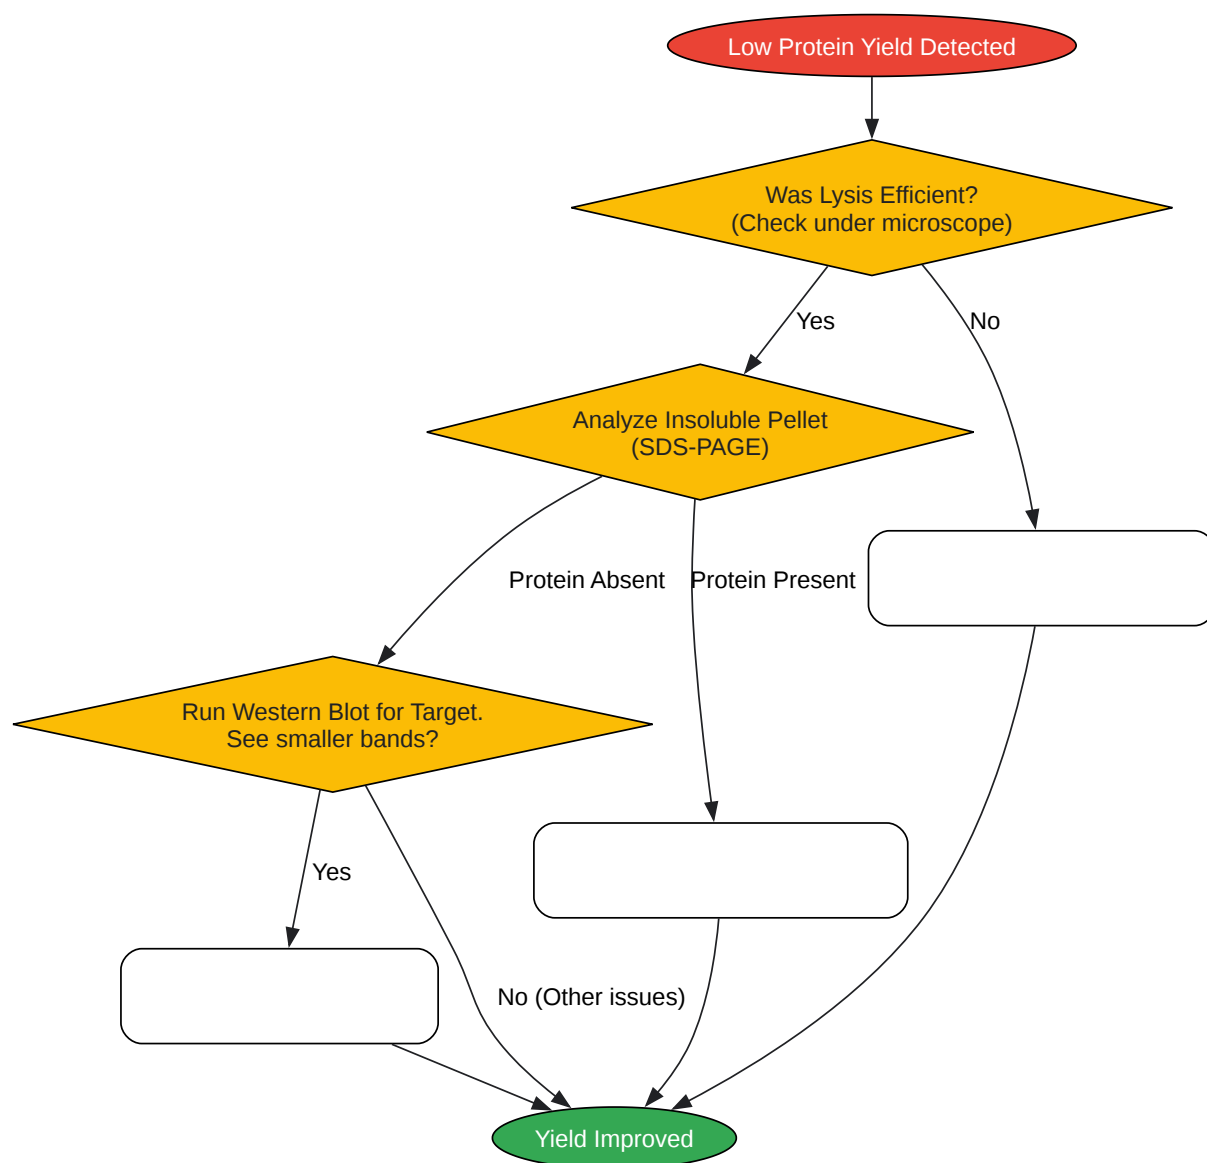 Low Protein Yield Detected
Was Lysis Efficient?
(Check under microscope)
Yes
No
Analyze Insoluble Pellet
(SDS-PAGE)
Protein Absent
Protein Present
Run Western Blot for Target.
See smaller bands?
Yes
No (Other issues)
Yield Improved